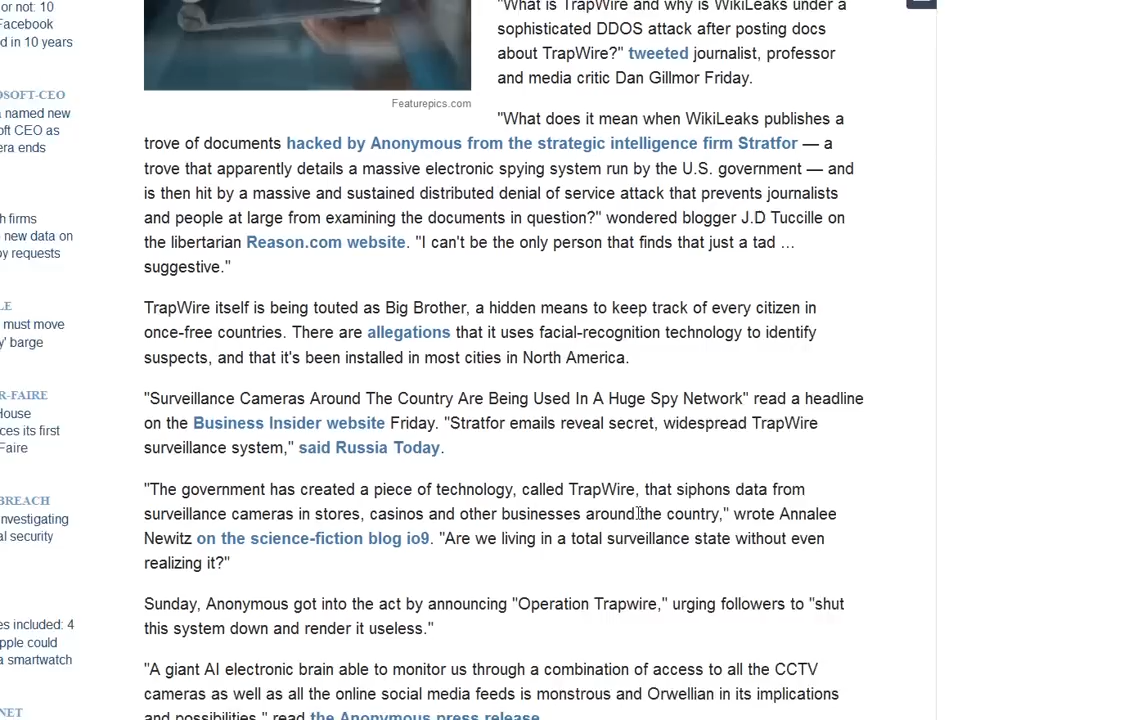 or not: 10
Facebook
d in 10 years
OSOFT-CEO
a named new
oft CEO as
era ends
h firms
new data on
by requests
LE
must move
y' barge
R-FAIRE
House
ces its first
Faire
BREACH
nvestigating
al security
es included: 4
pple could
a smartwatch
NET
Featurepics.com
"What is TrapWire and why is WikiLeaks under a
sophisticated DDOS attack after posting docs
about TrapWire?" tweeted journalist, professor
and media critic Dan Gillmor Friday.
"What does it mean when WikiLeaks publishes a
trove of documents hacked by Anonymous from the strategic intelligence firm Stratfor — a
trove that apparently details a massive electronic spying system run by the U.S. government — and
is then hit by a massive and sustained distributed denial of service attack that prevents journalists
and people at large from examining the documents in question?" wondered blogger J.D Tuccille on
the libertarian Reason.com website. "I can't be the only person that finds that just a tad ...
suggestive."
TrapWire itself is being touted as Big Brother, a hidden means to keep track of every citizen in
once-free countries. There are allegations that it uses facial-recognition technology to identify
suspects, and that it's been installed in most cities in North America.
"Surveillance Cameras Around The Country Are Being Used In A Huge Spy Network" read a headline
on the Business Insider website Friday. "Stratfor emails reveal secret, widespread TrapWire
surveillance system," said Russia Today.
"The government has created a piece of technology, called TrapWire, that siphons data from
surveillance cameras in stores, casinos and other businesses around the country," wrote Annalee
Newitz on the science-fiction blog io9. "Are we living in a total surveillance state without even
realizing it?"
Sunday, Anonymous got into the act by announcing "Operation Trapwire," urging followers to "shut
this system down and render it useless."
"A giant AI electronic brain able to monitor us through a combination of access to all the CCTV
cameras as well as all the online social media feeds is monstrous and Orwellian in its implications
and possibilities," read the Anonymous press release.